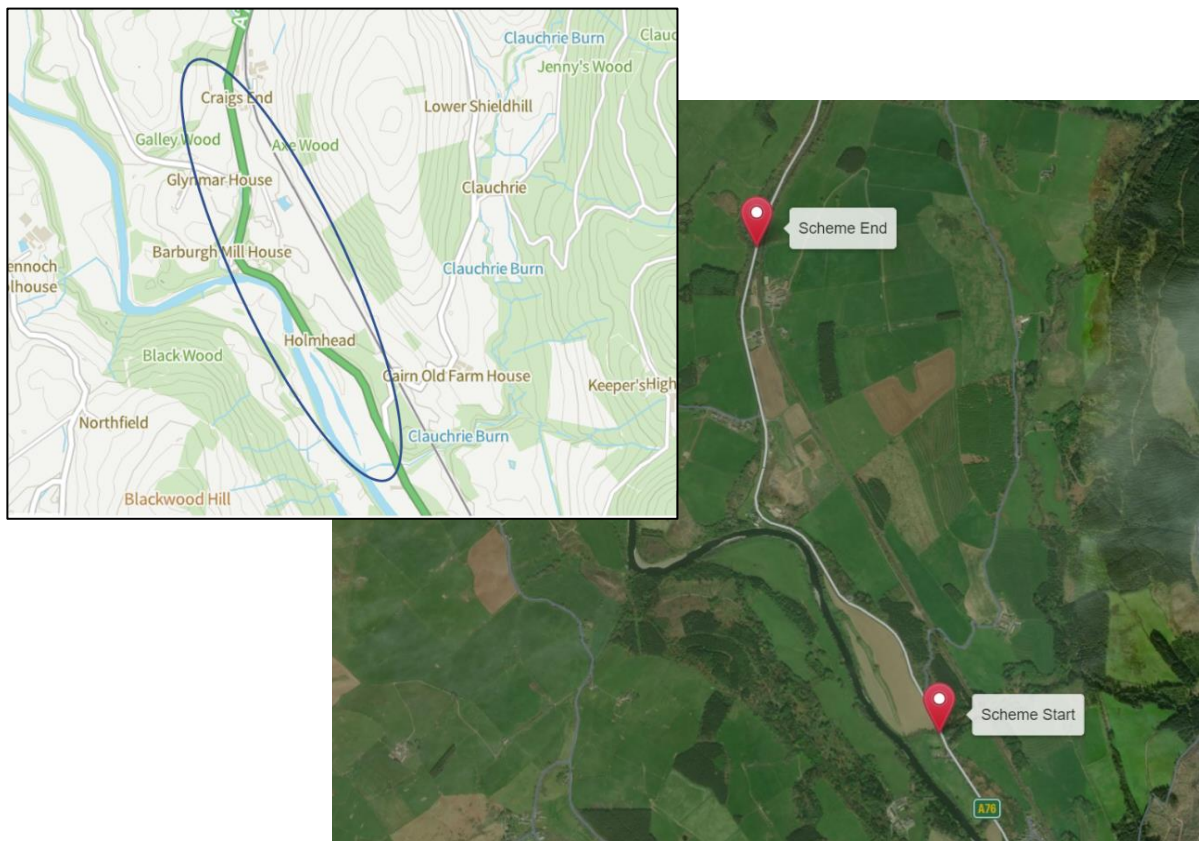 A
Clauchrie Burn
Clauc
Jenny's Wood
Craigs End
Lower Shieldhill
Galley Wood
Axe Wood
Glynmar House
Clauchrie
Barburgh Mill House
ennoch
olhouse
Clauchrie Burn
Holmhead
Black Wood
Cairn Old Farm House
Keeper's
High
Northfield
Clauchrie Burn
Blackwood Hill
Scheme End
Scheme Start
A76